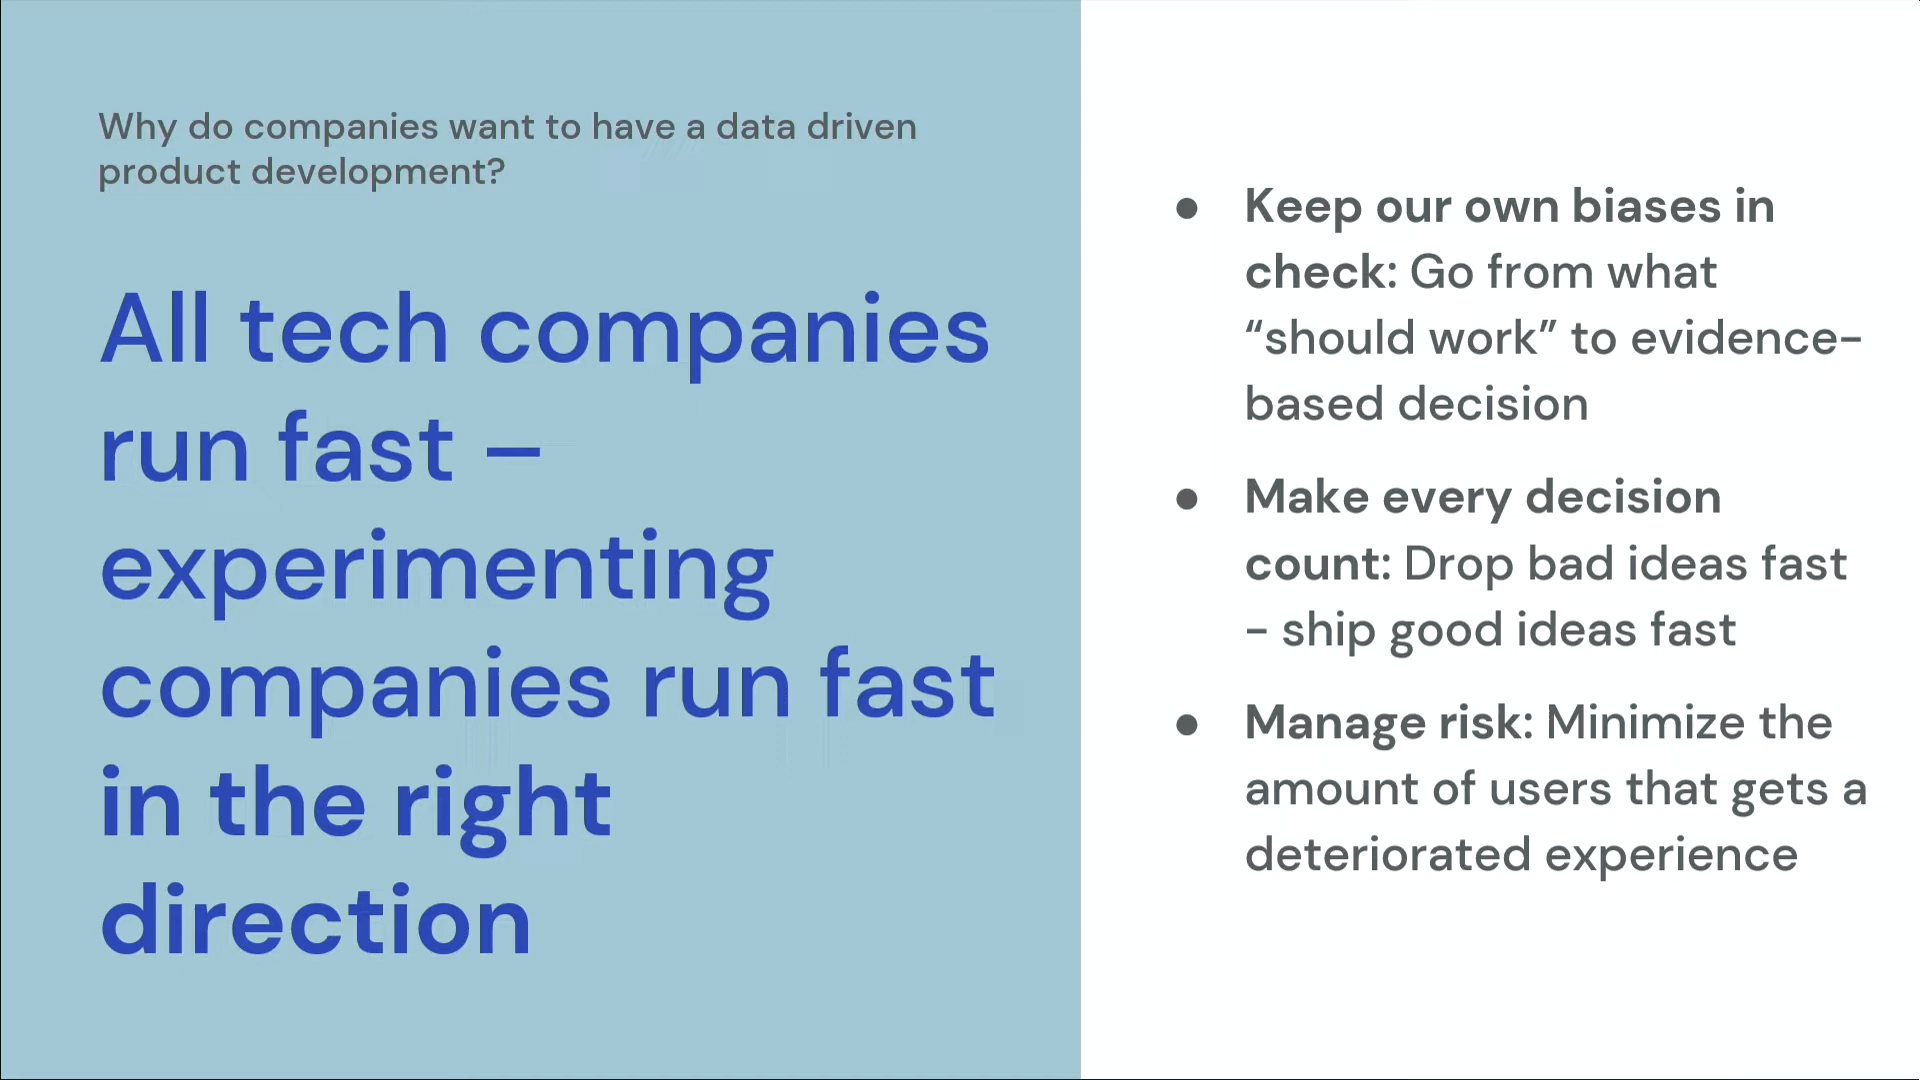 Why do companies want to have a data driven
product development?
All tech companies
run fast –
experimenting
companies run fast
in the right
direction
● Keep our own biases in
check: Go from what
“should work” to evidence-
based decision
● Make every decision
count: Drop bad ideas fast
- ship good ideas fast
● Manage risk: Minimize the
amount of users that gets a
deteriorated experience